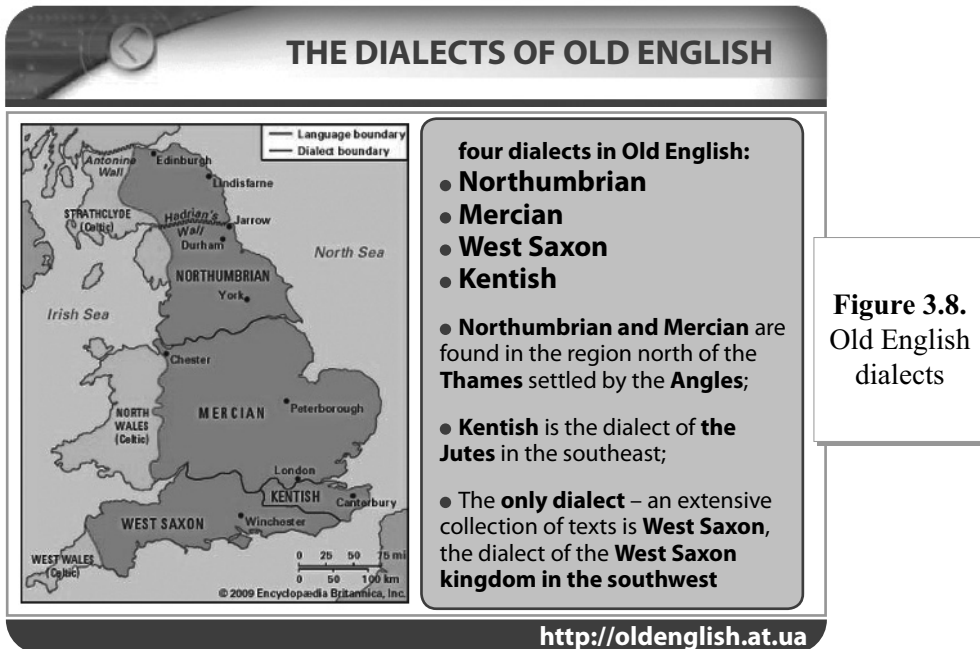 THE DIALECTS OF OLD ENGLISH
Language boundary
Dialect boundary
Antonine
Wall
Edinburgh
Lindisfarne
STRATHCLYDE
(Celtic)
Hadrian's
Wall
Jarrow
Durham
North Sea
NORTHUMBRIAN
York
Irish Sea
Chester
MERCIAN
Peterborough
NORTH
WALES
(Celtic)
London
KENTISH
Canterbury
WEST SAXON
Winchester
WEST WALES
(Celtic)
0 25 50 75 mi
0 50 100 km
© 2009 Encyclopædia Britannica, Inc.
four dialects in Old English:
● Northumbrian
● Mercian
● West Saxon
● Kentish
● Northumbrian and Mercian are
found in the region north of the
Thames settled by the Angles;
● Kentish is the dialect of the
Jutes in the southeast;
● The only dialect – an extensive
collection of texts is West Saxon,
the dialect of the West Saxon
kingdom in the southwest
http://oldenglish.at.ua
Figure 3.8.
Old English
dialects